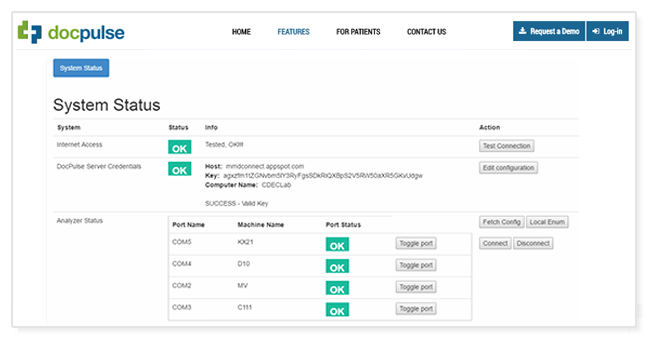 docpulse
HOME FEATURES FOR PATIENTS CONTACT US Request a Demo Log-in
System Status
System Status
System Status Info Action
Internet Access OK Tested, OK!!! Test Connection
DocPulse Server Credentials OK Host: mmdconnect.appspot.com Edit configuration
Key:
Computer Name: CDECLab
SUCCESS - Valid Key
Analyzer Status Port Name Machine Name Port Status Fetch Config Local Enum
COM5 KX21 OK Toggle port Connect Disconnect
COM4 D10 OK Toggle port
COM2 MV OK Toggle port
COM3 C111 OK Toggle port